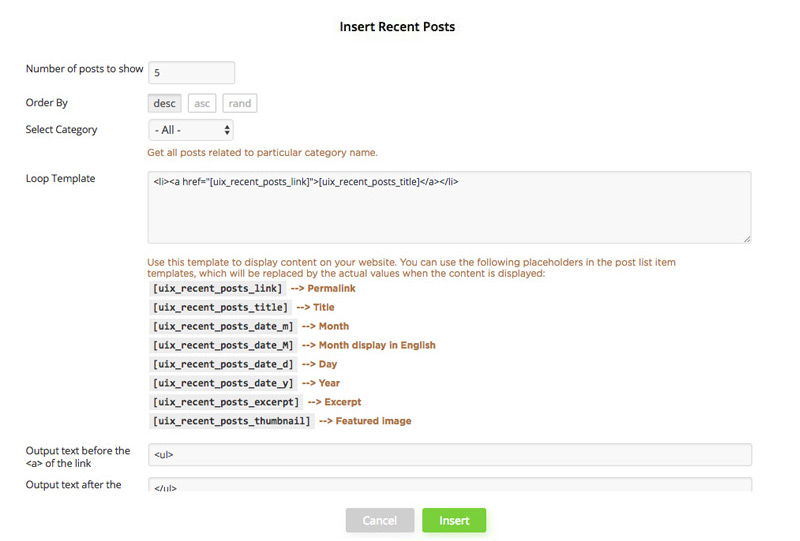 Insert Recent Posts
Number of posts to show 5
Order By desc asc rand
Select Category - All -
Get all posts related to particular category name.
Loop Template <li><a href="[uix_recent_posts_link]">[uix_recent_posts_title]</a></li>
Use this template to display content on your website. You can use the following placeholders in the post list item
templates, which will be replaced by the actual values when the content is displayed:
[uix_recent_posts_link] --> Permalink
[uix_recent_posts_title] --> Title
[uix_recent_posts_date_m] --> Month
[uix_recent_posts_date_M] --> Month display in English
[uix_recent_posts_date_d] --> Day
[uix_recent_posts_date_y] --> Year
[uix_recent_posts_excerpt] --> Excerpt
[uix_recent_posts_thumbnail] --> Featured image
Output text before the
<a> of the link <ul>
Output text after the </ul>
Cancel Insert